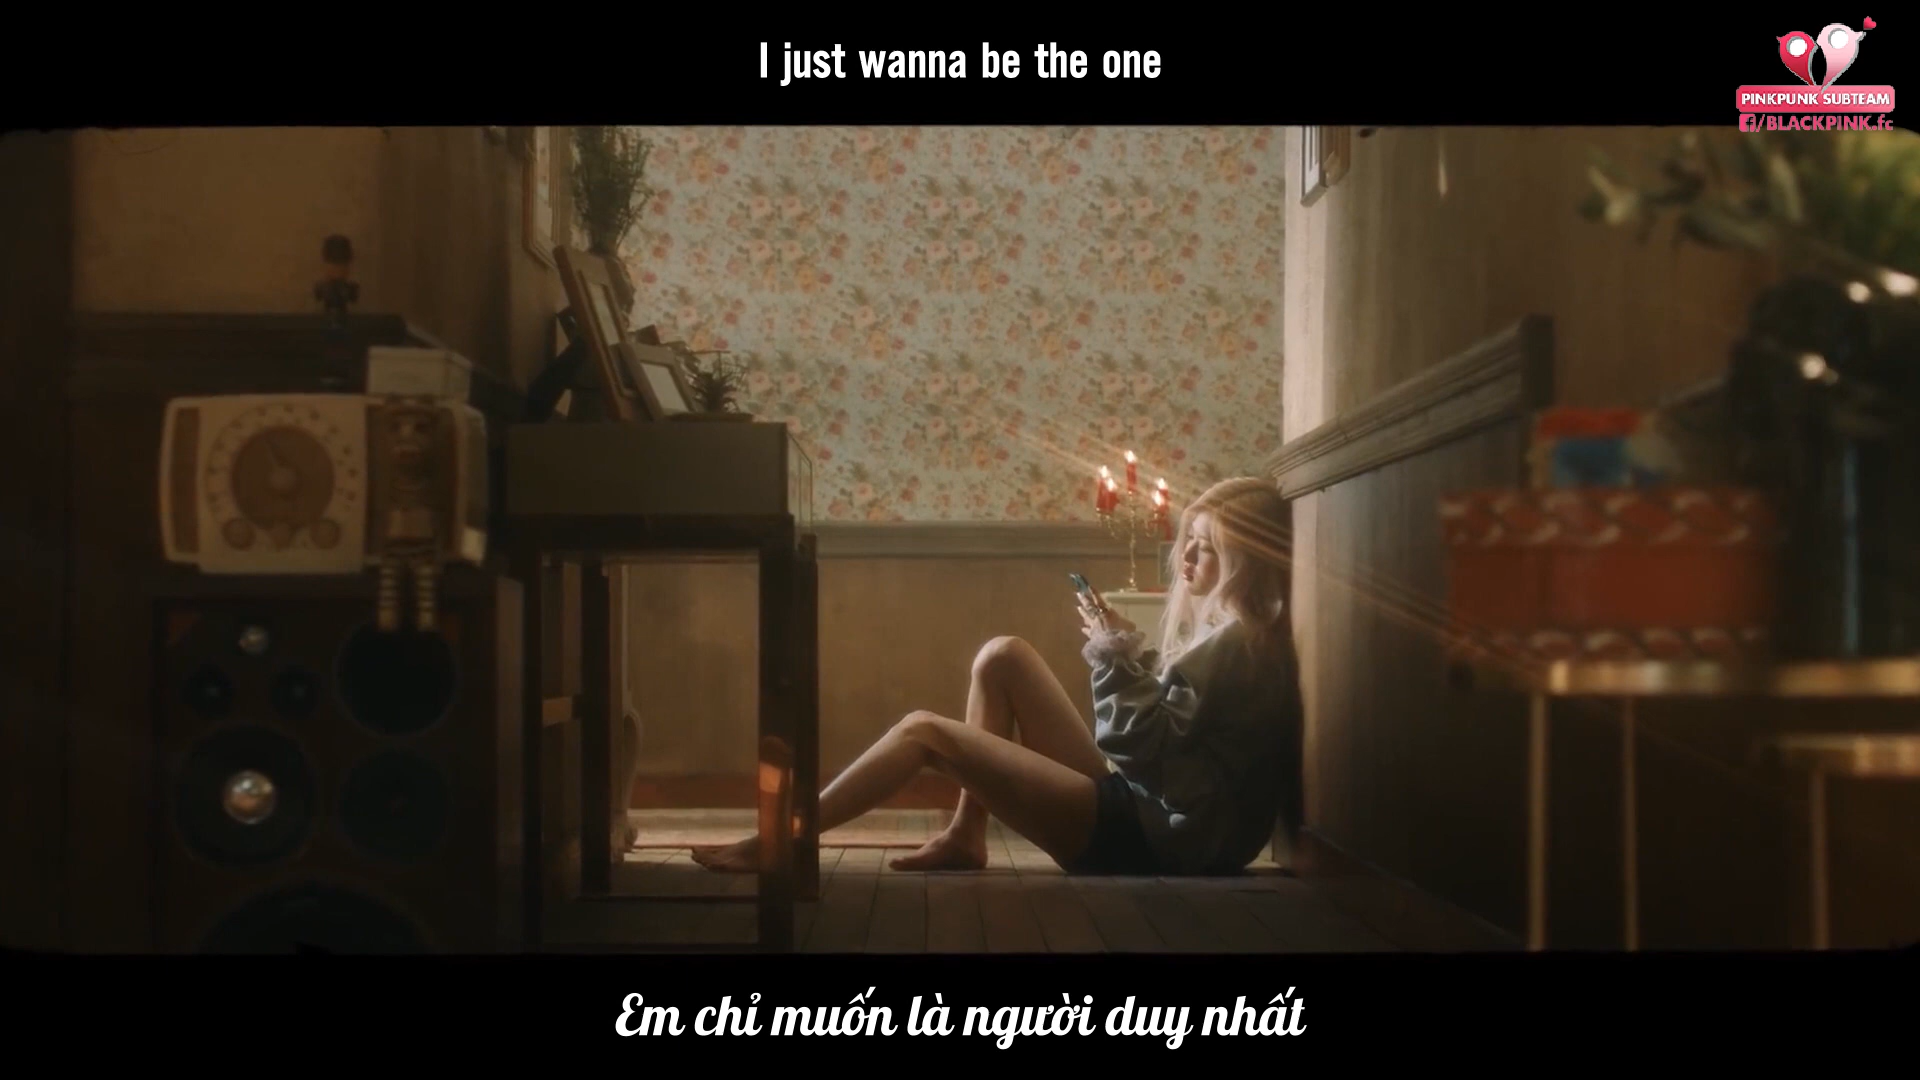 I just wanna be the one
PINKPUNK SUBTEAM
f/BLACKPINK.fc
Em chỉ muốn là người duy nhất